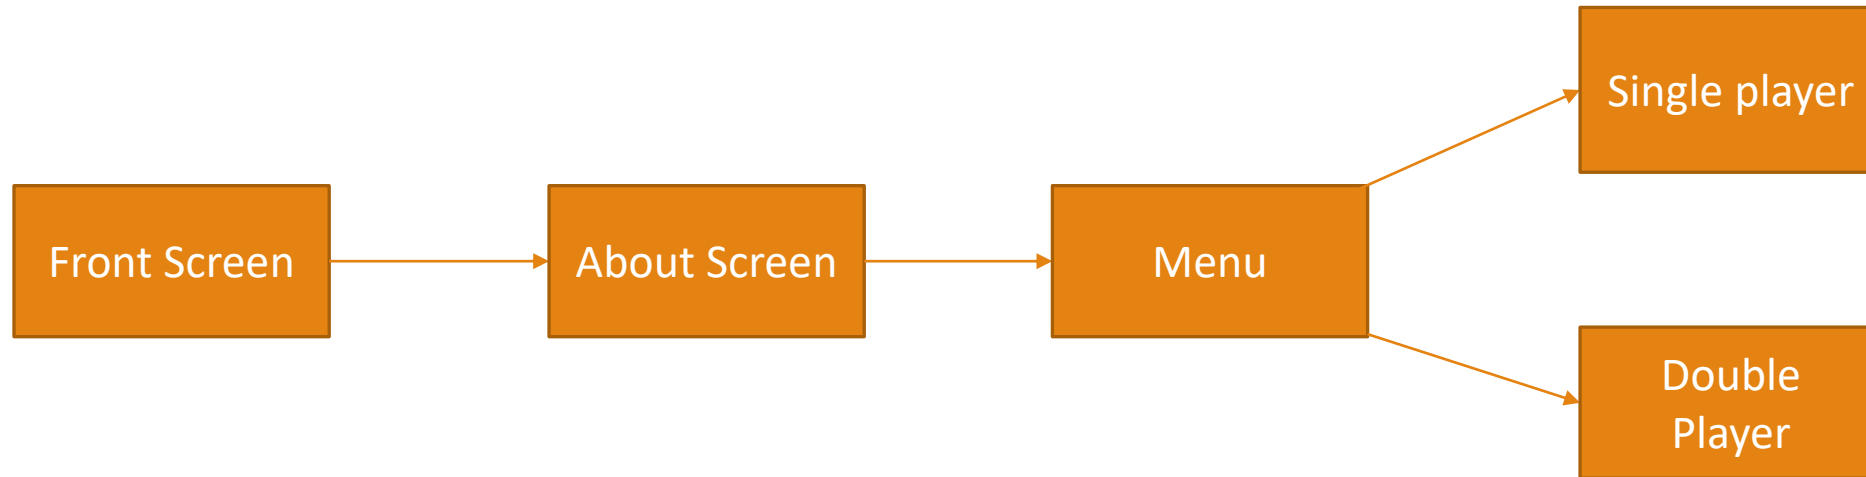 Single player
Front Screen
About Screen
Menu
Double
Player